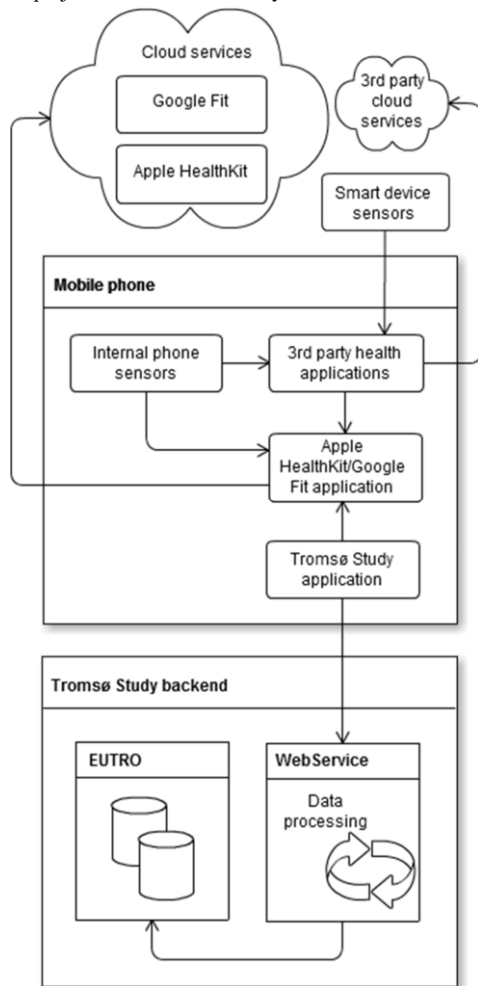 Cloud services
Google Fit
Apple HealthKit
3rd party
cloud
services
Smart device
sensors
Mobile phone
Internal phone
sensors
3rd party health
applications
Apple
HealthKit/Google
Fit application
Tromsø Study
application
Tromsø Study backend
EUTRO
WebService
Data
processing